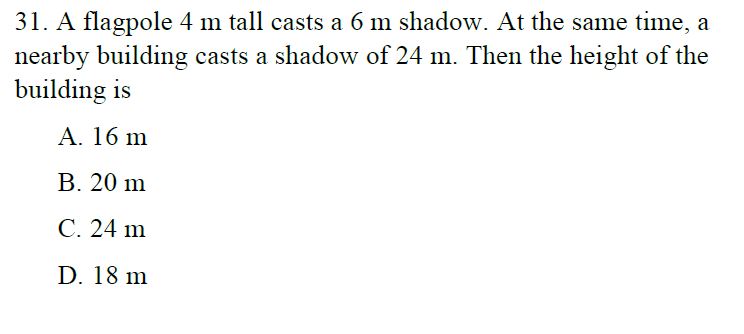 31. A flagpole 4 m tall casts a 6 m shadow. At the same time, a
nearby building casts a shadow of 24 m. Then the height of the
building is
A. 16 m
B. 20 m
C. 24 m
D. 18 m